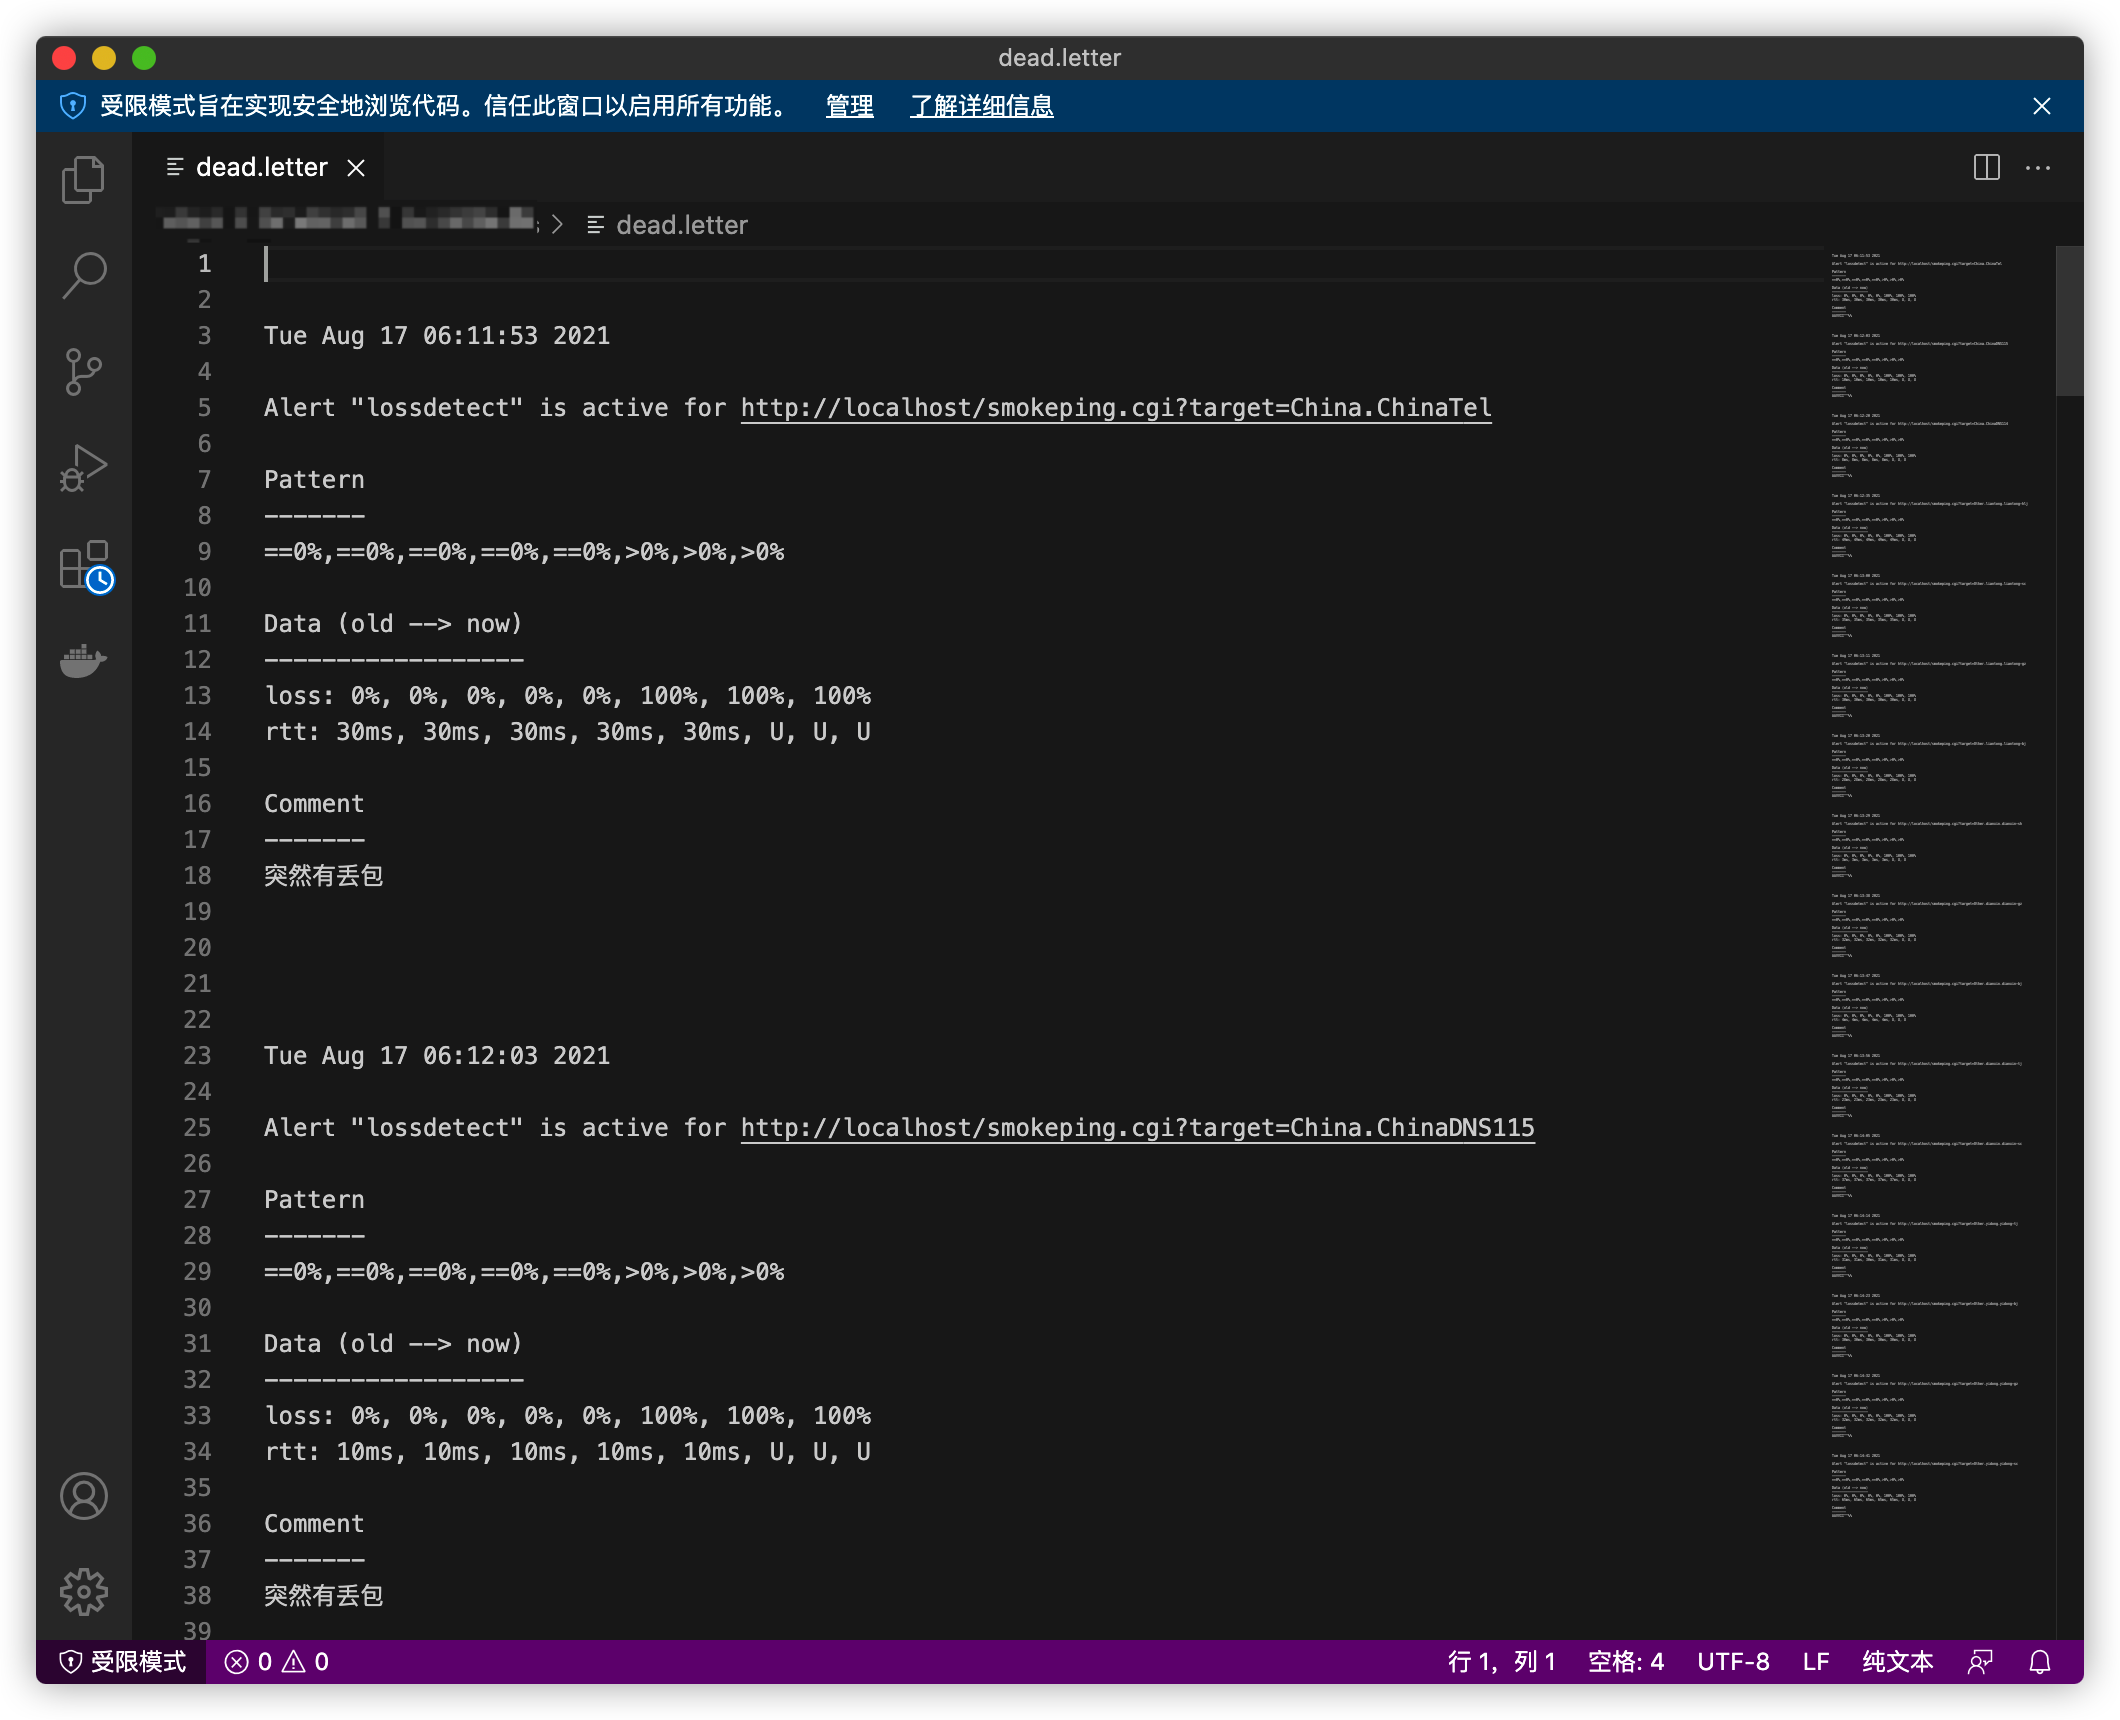 dead.letter
受限模式旨在实现安全地浏览代码。信任此窗口以启用所有功能。 管理 了解详细信息
dead.letter
dead.letter
1
2
3 Tue Aug 17 06:11:53 2021
4
5 Alert "lossdetect" is active for http://localhost/smokeping.cgi?target=China.ChinaTel
6
7 Pattern
8 -------
9 ==0%,==0%,==0%,==0%,==0%,>0%,>0%,>0%
10
11 Data (old --> now)
12 ------------------
13 loss: 0%, 0%, 0%, 0%, 0%, 100%, 100%, 100%
14 rtt: 30ms, 30ms, 30ms, 30ms, 30ms, U, U, U
15
16 Comment
17 -------
18 突然有丢包
19
20
21
22
23 Tue Aug 17 06:12:03 2021
24
25 Alert "lossdetect" is active for http://localhost/smokeping.cgi?target=China.ChinaDNS115
26
27 Pattern
28 -------
29 ==0%,==0%,==0%,==0%,==0%,>0%,>0%,>0%
30
31 Data (old --> now)
32 ------------------
33 loss: 0%, 0%, 0%, 0%, 0%, 100%, 100%, 100%
34 rtt: 10ms, 10ms, 10ms, 10ms, 10ms, U, U, U
35
36 Comment
37 -------
38 突然有丢包
39
受限模式 0 0 行 1, 列 1 空格: 4 UTF-8 LF 纯文本